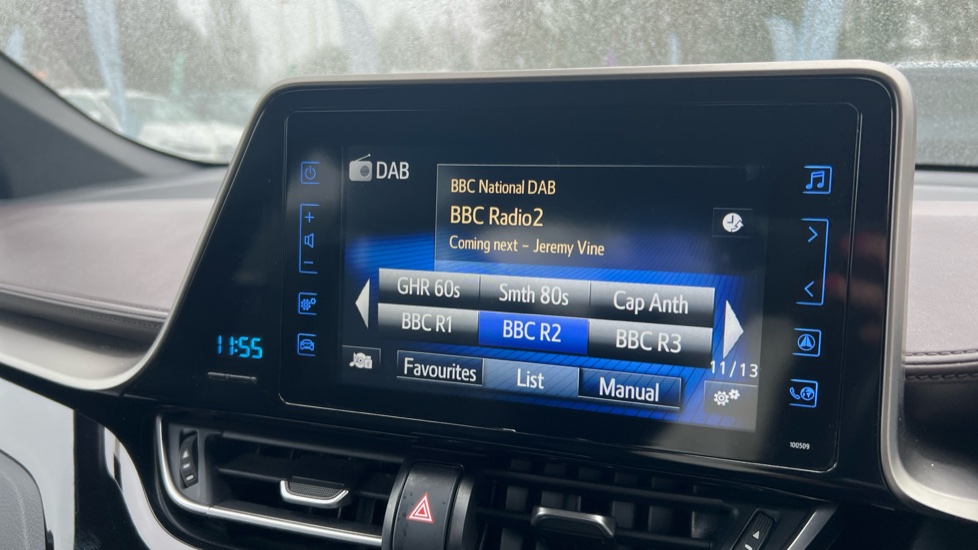 DAB
BBC National DAB
BBC Radio2
Coming next – Jeremy Vine
GHR 60s Smth 80s Cap Anth
BBC R1 BBC R2 BBC R3
11/13
Favourites List Manual
11:55
100509